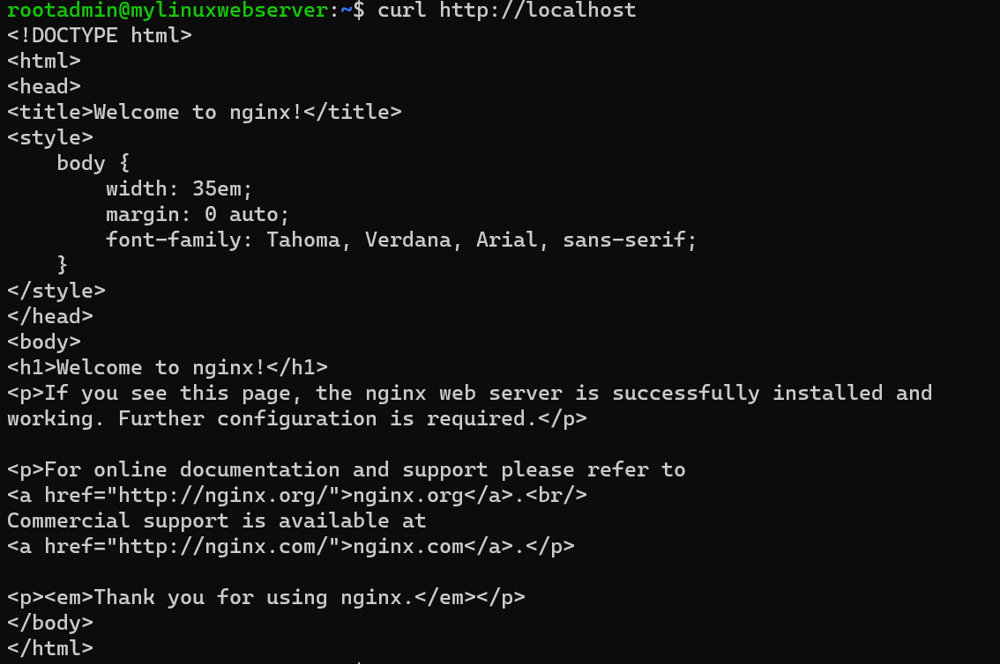 rootadmin@mylinuxwebserver:~$ curl http://localhost
<!DOCTYPE html>
<html>
<head>
<title>Welcome to nginx!</title>
<style>
    body {
        width: 35em;
        margin: 0 auto;
        font-family: Tahoma, Verdana, Arial, sans-serif;
    }
</style>
</head>
<body>
<h1>Welcome to nginx!</h1>
<p>If you see this page, the nginx web server is successfully installed and
working. Further configuration is required.</p>

<p>For online documentation and support please refer to
<a href="http://nginx.org/">nginx.org</a>.<br/>
Commercial support is available at
<a href="http://nginx.com/">nginx.com</a>.</p>

<p><em>Thank you for using nginx.</em></p>
</body>
</html>